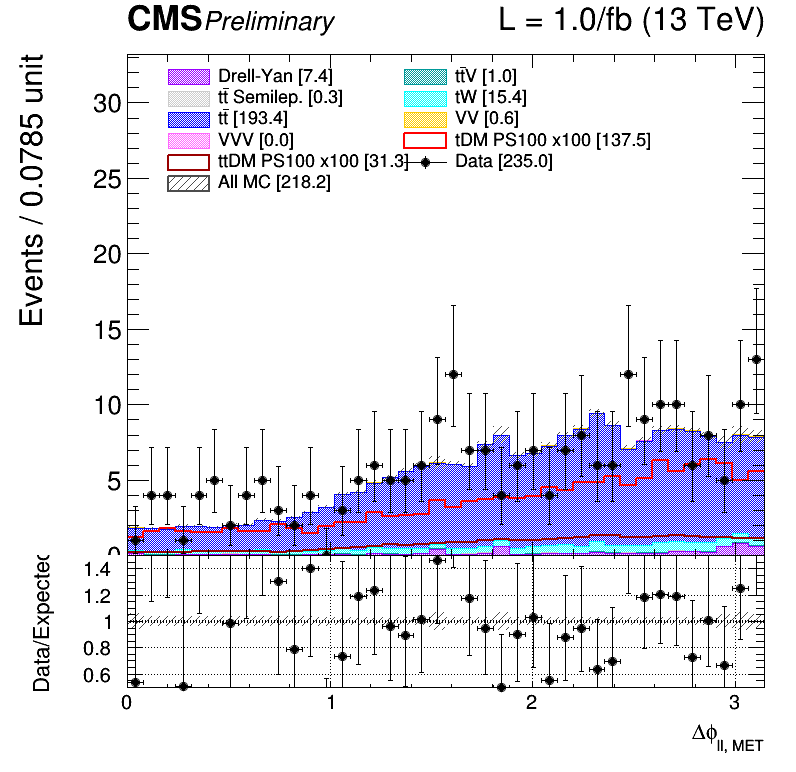 CMS Preliminary L = 1.0/fb (13 TeV)
Events / 0.0785 unit
Drell-Yan [7.4] tt̄V [1.0]
tt̄ Semilep. [0.3] tW [15.4]
tt̄ [193.4] VV [0.6]
VVV [0.0] tDM PS100 x100 [137.5]
ttDM PS100 x100 [31.3] Data [235.0]
All MC [218.2]
30
25
20
15
10
5
0
Data/Expected
1.4
1.2
1
0.8
0.6
0 1 2 3
Δϕll, MET